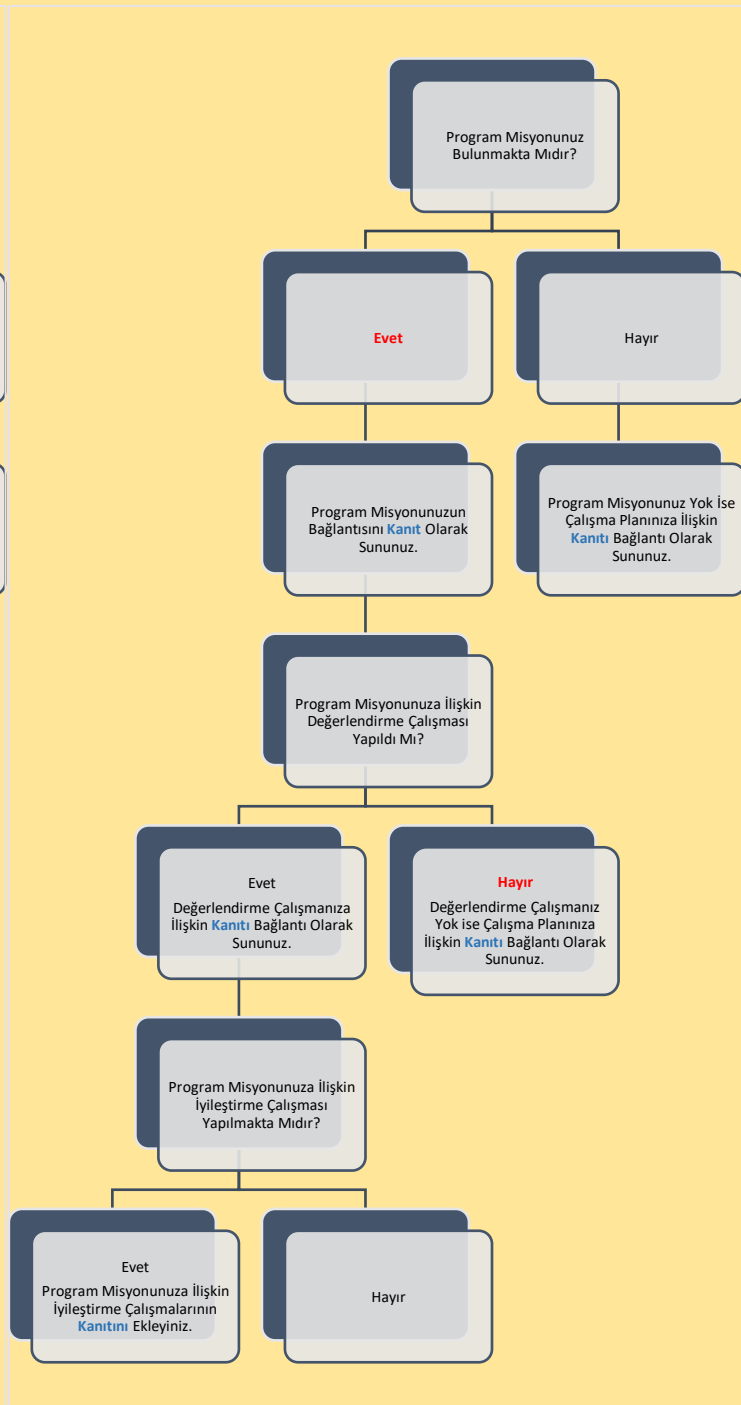 Program Misyonunuz
Bulunmakta Mıdır?
Evet
Hayır
Program Misyonunuzun
Bağlantısını Kanıt Olarak
Sununuz.
Program Misyonunuz Yok İse
Çalışma Planınıza İlişkin
Kanıtı Bağlantı Olarak
Sununuz.
Program Misyonunuza İlişkin
Değerlendirme Çalışması
Yapıldı Mı?
Evet
Değerlendirme Çalışmanıza
İlişkin Kanıtı Bağlantı Olarak
Sununuz.
Hayır
Değerlendirme Çalışmanız
Yok ise Çalışma Planınıza
İlişkin Kanıtı Bağlantı Olarak
Sununuz.
Program Misyonunuza İlişkin
İyileştirme Çalışması
Yapılmakta Mıdır?
Evet
Program Misyonunuza İlişkin
İyileştirme Çalışmalarının
Kanıtını Ekleyiniz.
Hayır